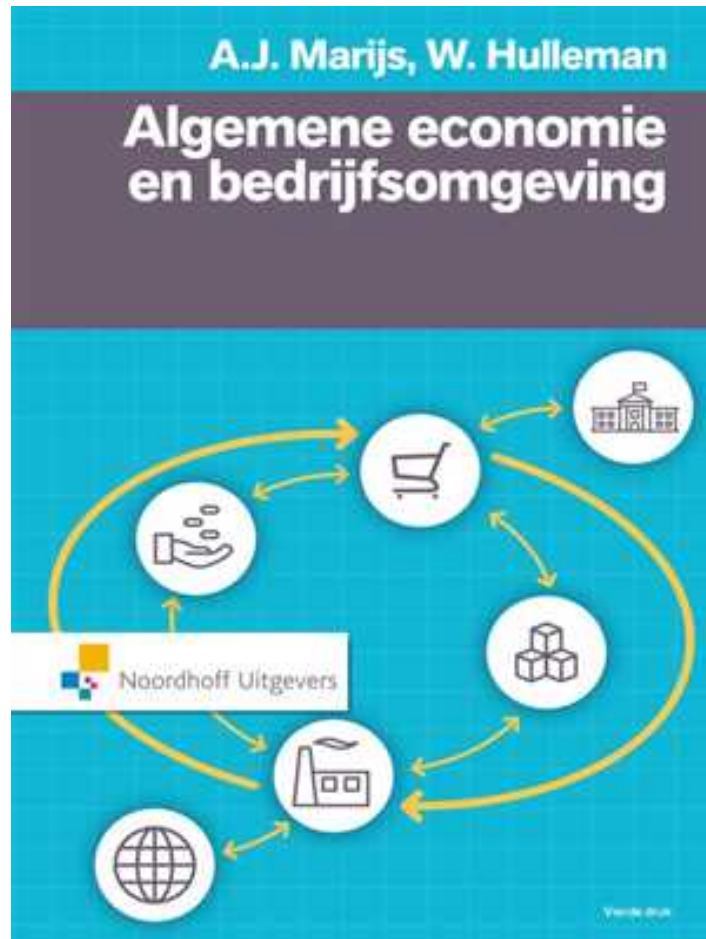 A.J. Marijs, W. Hulleman
Algemene economie
en bedrijfsomgeving
Noordhoff Uitgevers
Vierde druk